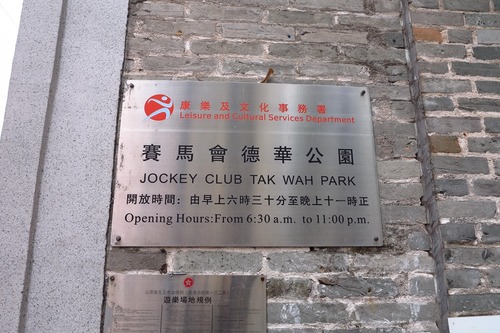 康樂及文化事務署
Leisure and Cultural Services Department
賽馬會德華公園
JOCKEY CLUB TAK WAH PARK
開放時間：由早上六時三十分至晚上十一時正
Opening Hours:From 6:30 a.m. to 11:00 p.m.
遊樂場地規例